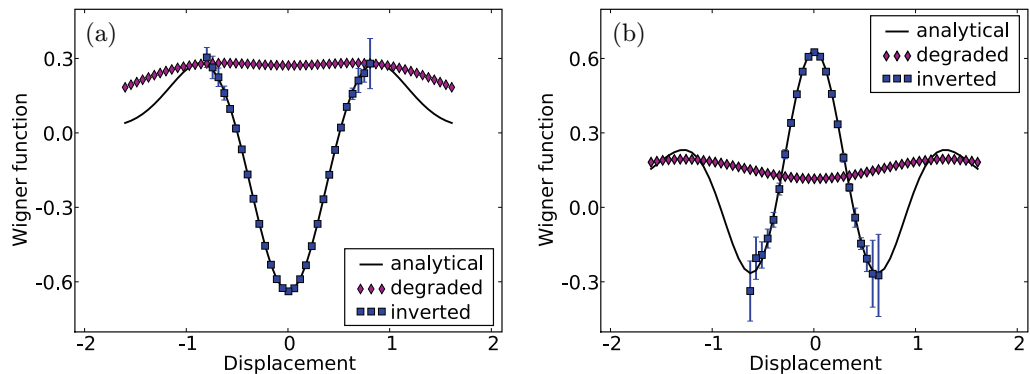 (a)
Wigner function
0.3
0.0
-0.3
-0.6
-2
-1
0
1
2
Displacement
analytical
degraded
inverted
(b)
Wigner function
0.6
0.3
0.0
-0.3
-2
-1
0
1
2
Displacement
analytical
degraded
inverted